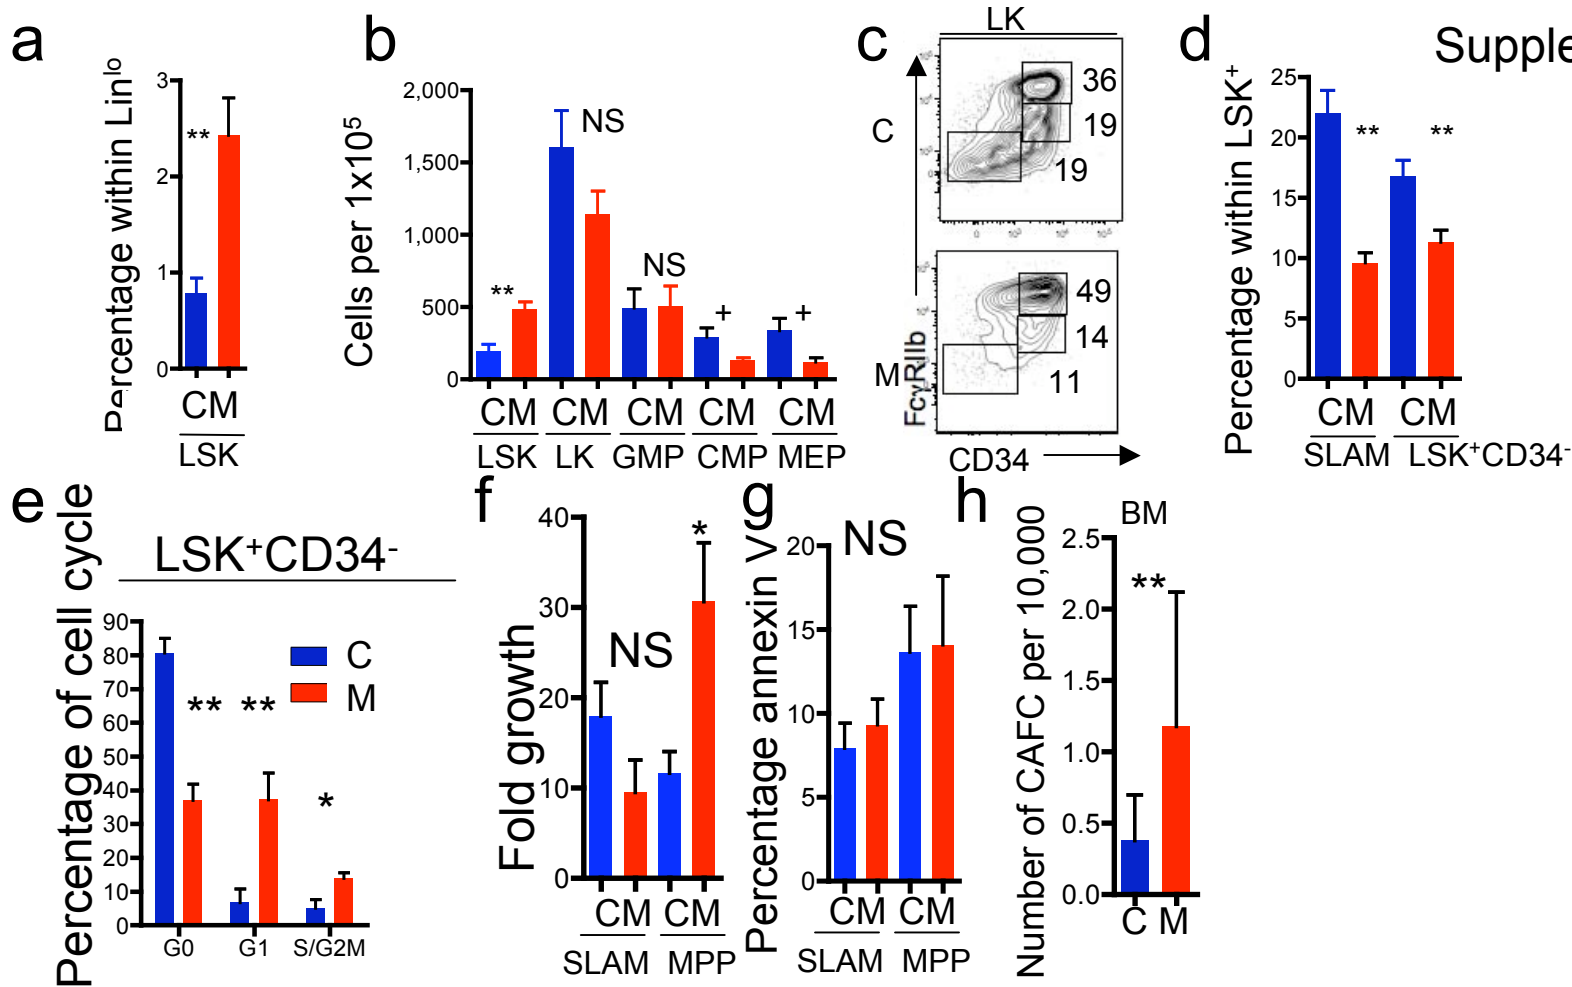 Supple
a
Percentage within Lin^lo
3
2
1
0
**
CM
LSK
b
Cells per 1x10^5
2,000
1,500
1,000
500
0
**
NS
NS
+
+
CM CM CM CM CM
LSK LK GMP CMP MEP
c
LK
C
36
19
19
M
49
14
11
FcγRIIb
CD34
d
Percentage within LSK+
25
20
15
10
5
0
**
**
CM CM
SLAM LSK+CD34-
e
LSK+CD34-
Percentage of cell cycle
90
80
70
60
50
40
30
20
10
0
** **
*
C
M
G0 G1 S/G2M
f
Fold growth
40
30
20
10
0
NS
*
CM CM
SLAM MPP
g
Percentage annexin V
20
15
10
5
0
NS
CM CM
SLAM MPP
h
BM
Number of CAFC per 10,000
2.5
2.0
1.5
1.0
0.5
0.0
**
C M